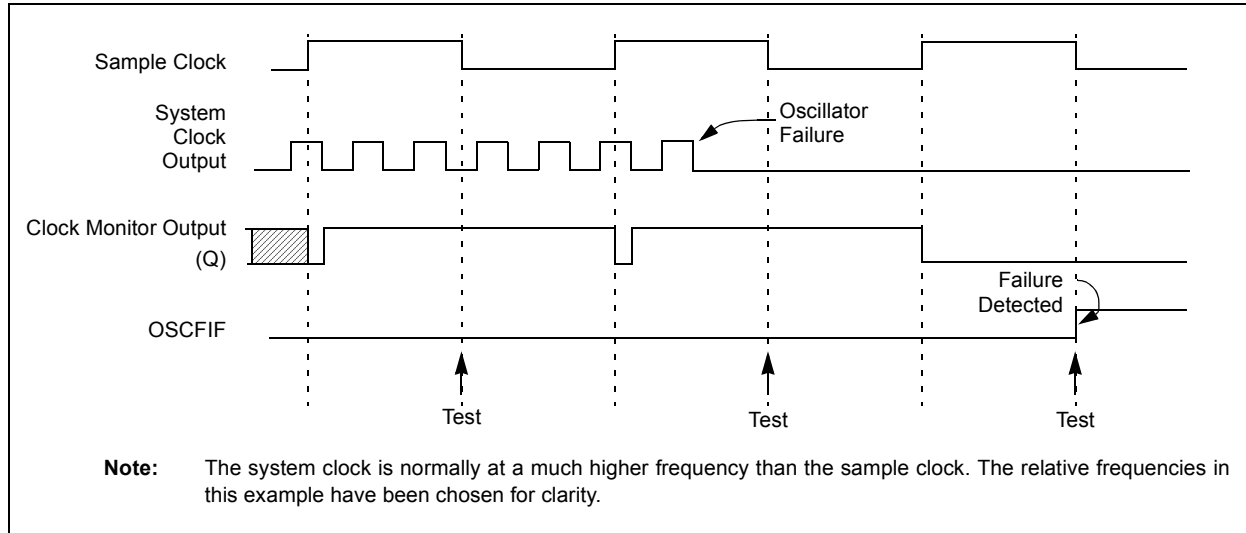 Sample Clock
System
Clock
Output
Oscillator
Failure
Clock Monitor Output
(Q)
Failure
Detected
OSCFIF
Test
Test
Test
Note: The system clock is normally at a much higher frequency than the sample clock. The relative frequencies in
this example have been chosen for clarity.